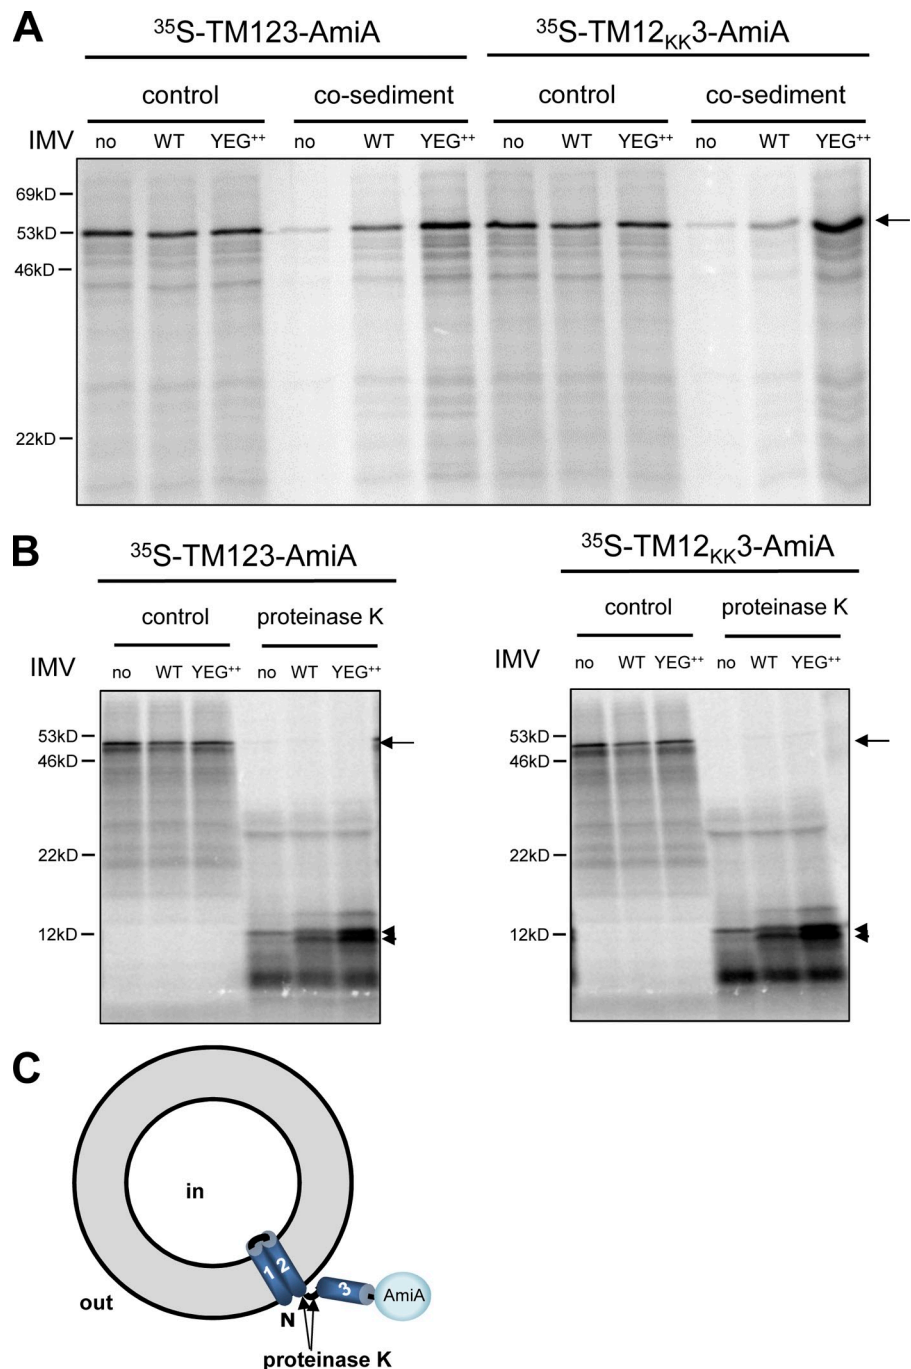 A
35S-TM123-AmiA 35S-TM12KK3-AmiA
control co-sediment control co-sediment
IMV no WT YEG++ no WT YEG++ no WT YEG++ no WT YEG++
69kD
53kD
46kD
22kD
B
35S-TM123-AmiA
control proteinase K
IMV no WT YEG++ no WT YEG++
53kD
46kD
22kD
12kD
35S-TM12KK3-AmiA
control proteinase K
IMV no WT YEG++ no WT YEG++
53kD
46kD
22kD
12kD
C
in
1 2
3
AmiA
out
N
proteinase K